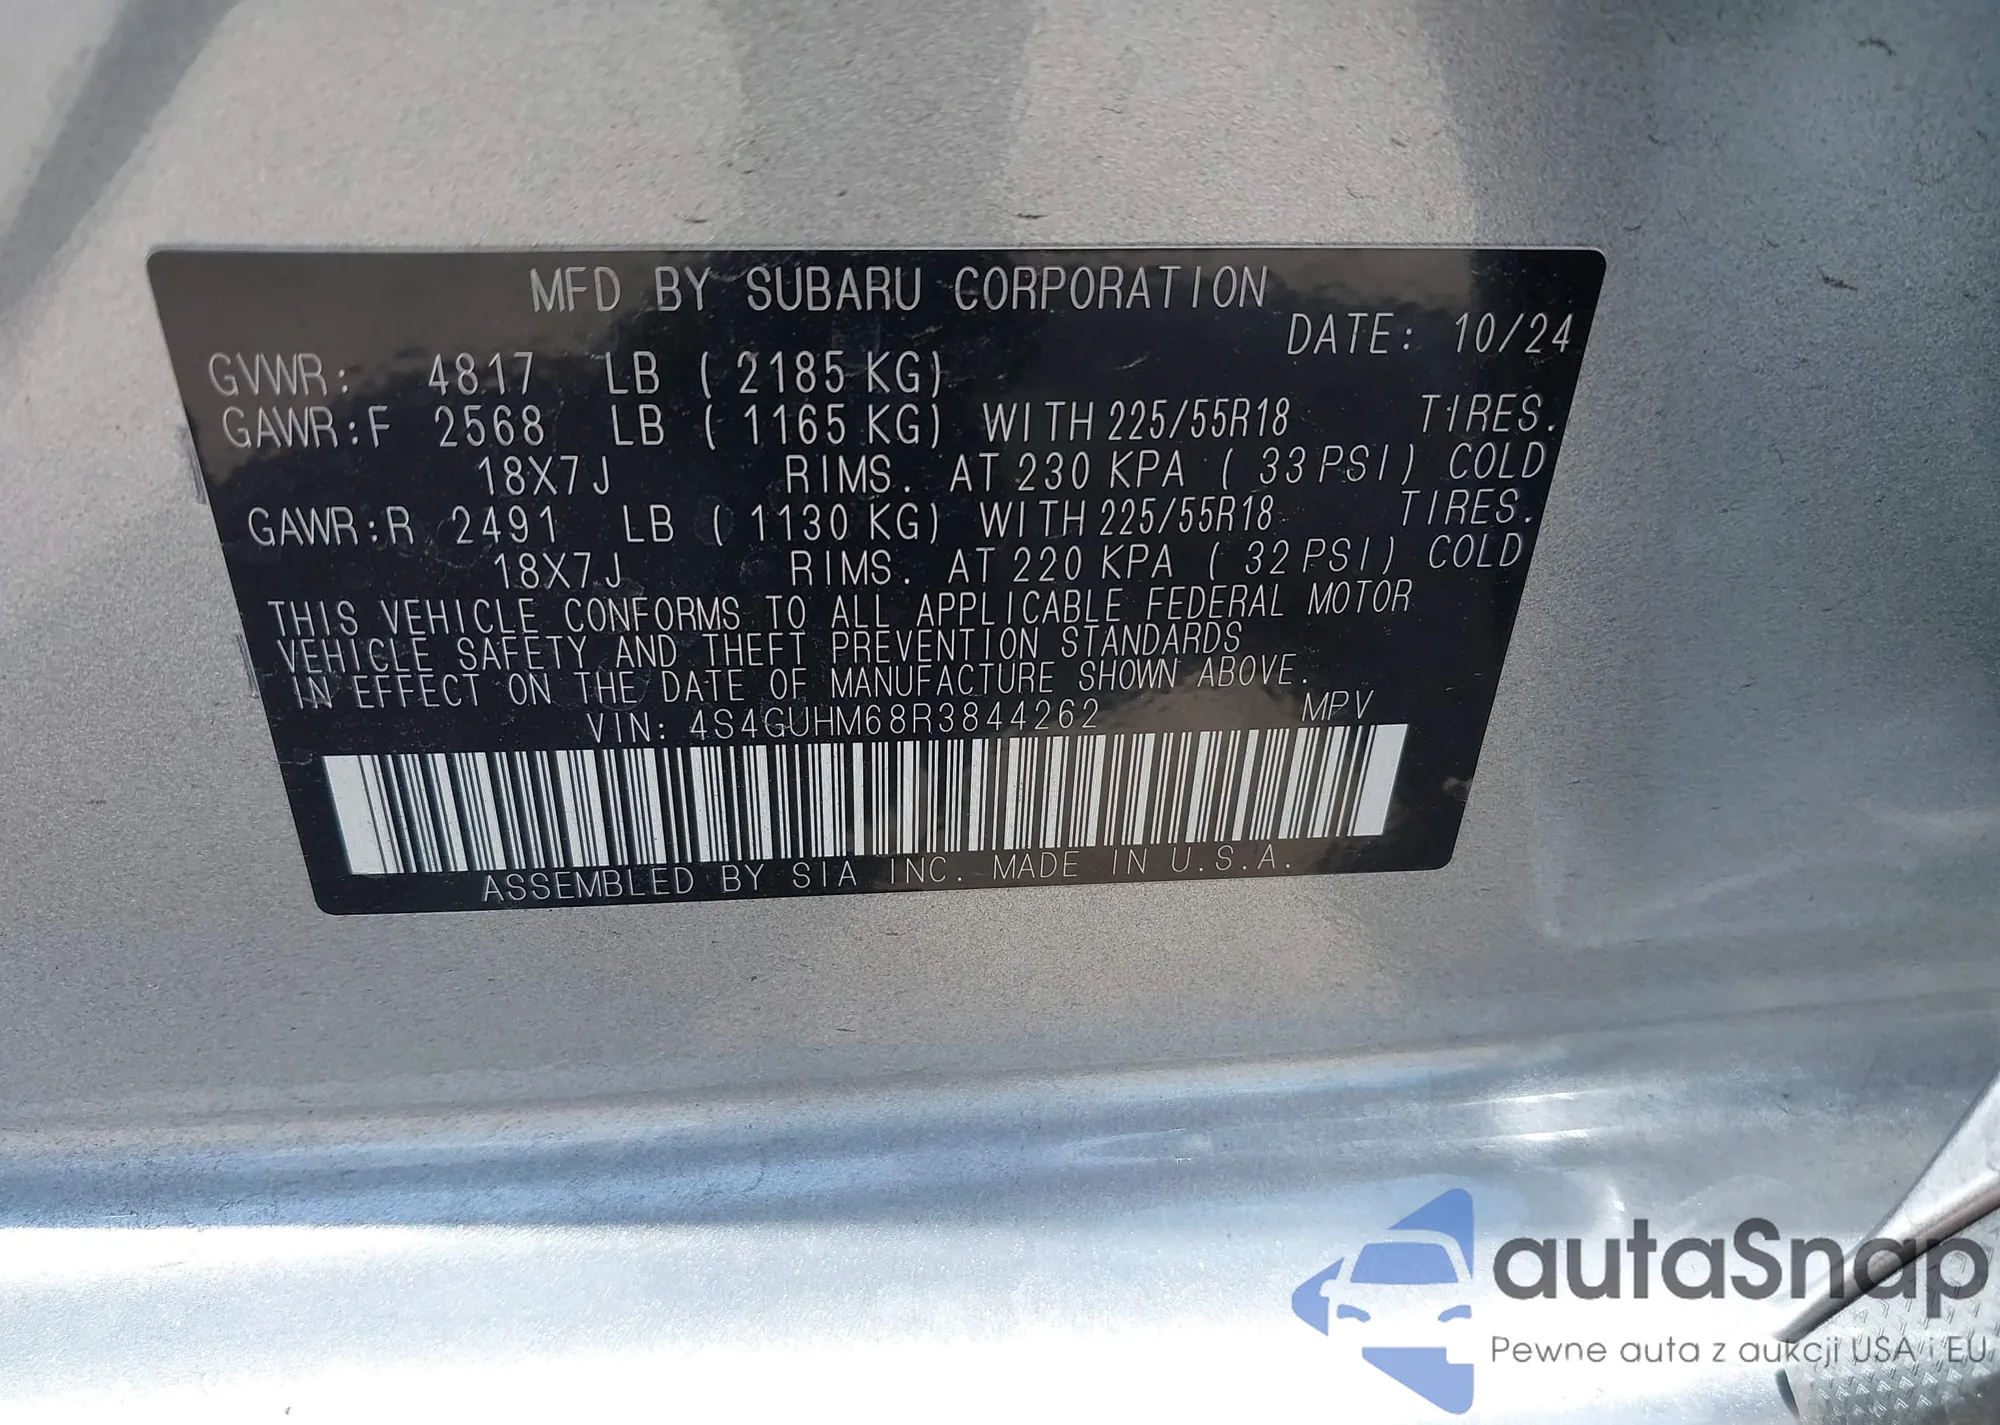 MFD BY SUBARU CORPORATION
DATE: 10/24
GVWR: 4817 LB ( 2185 KG)
GAWR:F 2568 LB ( 1165 KG) WITH 225/55R18 TIRES.
18X7J RIMS. AT 230 KPA ( 33 PSI) COLD
GAWR:R 2491 LB ( 1130 KG) WITH 225/55R18 TIRES.
18X7J RIMS. AT 220 KPA ( 32 PSI) COLD
THIS VEHICLE CONFORMS TO ALL APPLICABLE FEDERAL MOTOR
VEHICLE SAFETY AND THEFT PREVENTION STANDARDS
IN EFFECT ON THE DATE OF MANUFACTURE SHOWN ABOVE.
VIN: 4S4GUHM68R3844262 MPV
ASSEMBLED BY SIA INC. MADE IN U.S.A.
autaSnap
Pewne auta z aukcji USA i EU